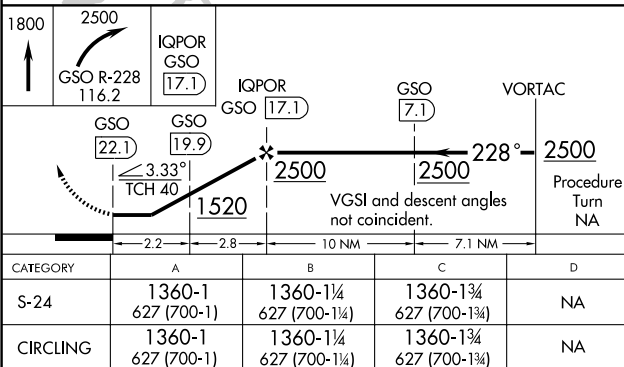 1800
2500
GSO R-228
116.2
IQPOR
GSO
17.1
GSO
22.1
GSO
19.9
IQPOR
GSO 17.1
GSO
7.1
VORTAC
3.33°
TCH 40
1520
2500
2500
228°
2500
VGSI and descent angles
not coincident.
Procedure
Turn
NA
2.2 2.8 10 NM 7.1 NM
CATEGORY A B C D
S-24 1360-1 1360-1¼ 1360-1¾ NA
627 (700-1) 627 (700-1¼) 627 (700-1¾)
CIRCLING 1360-1 1360-1¼ 1360-1¾ NA
627 (700-1) 627 (700-1¼) 627 (700-1¾)